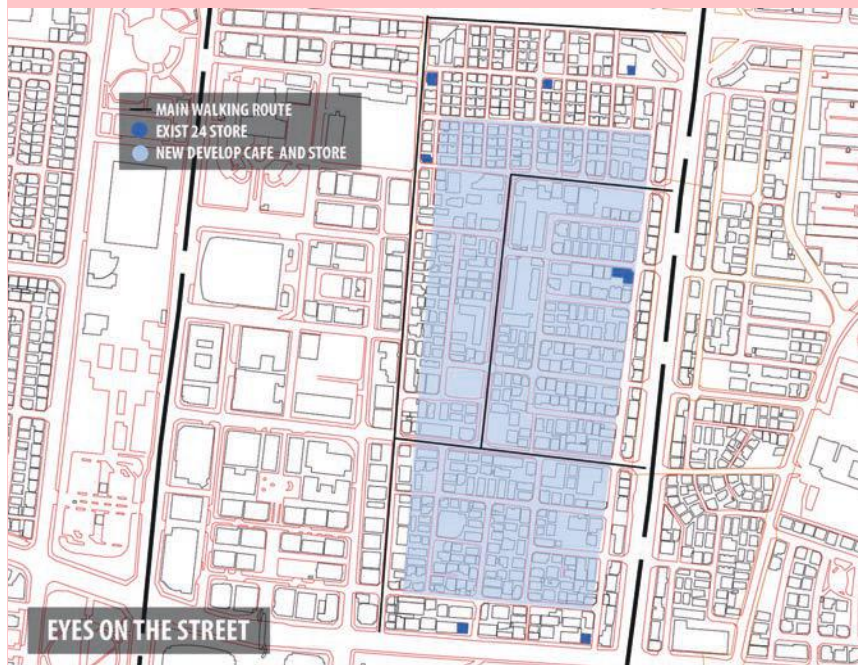 MAIN WALKING ROUTE
EXIST 24 STORE
NEW DEVELOP CAFE AND STORE
EYES ON THE STREET